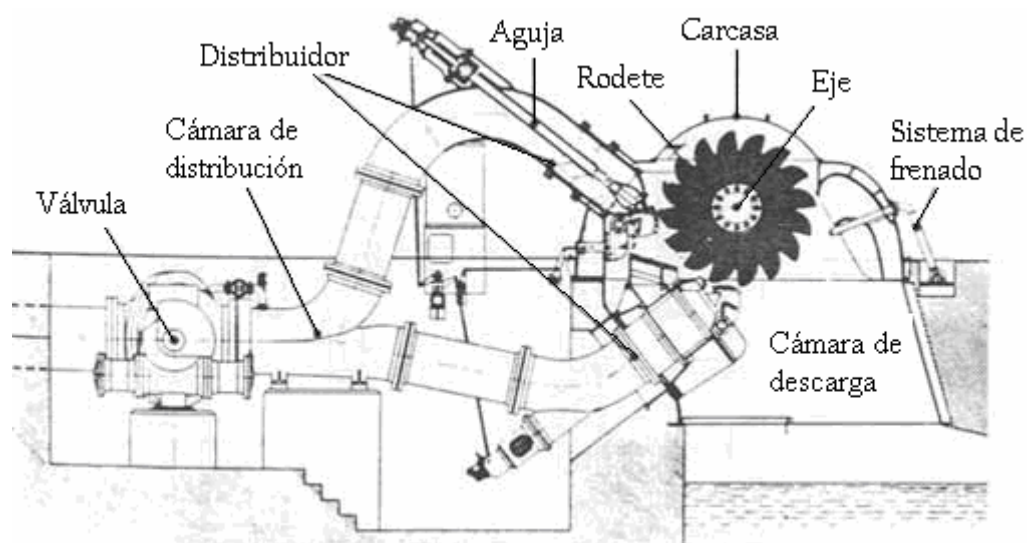 Aguja
Carcasa
Distribuidor
Rodete
Eje
Cámara de
distribución
Sistema de
frenado
Válvula
Cámara de
descarga